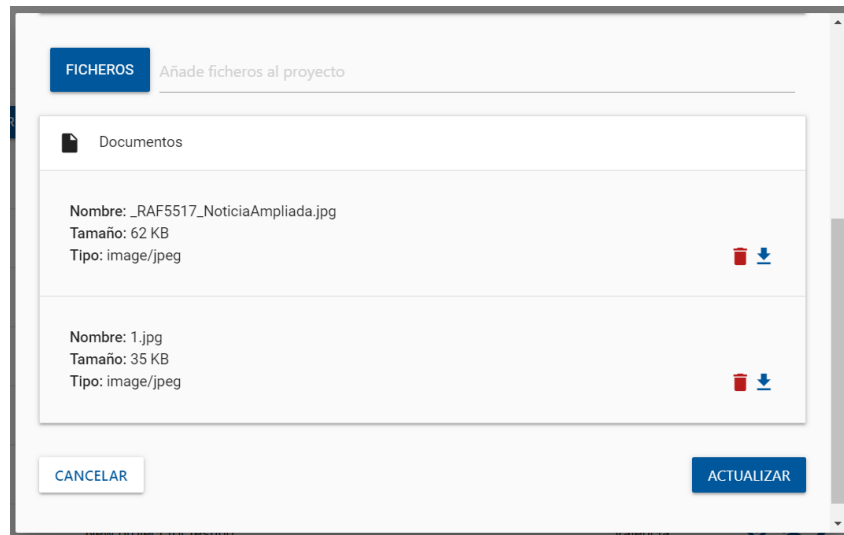 FICHEROS
Añade ficheros al proyecto
Documentos
Nombre: _RAF5517_NoticiaAmpliada.jpg
Tamaño: 62 KB
Tipo: image/jpeg
Nombre: 1.jpg
Tamaño: 35 KB
Tipo: image/jpeg
CANCELAR
ACTUALIZAR